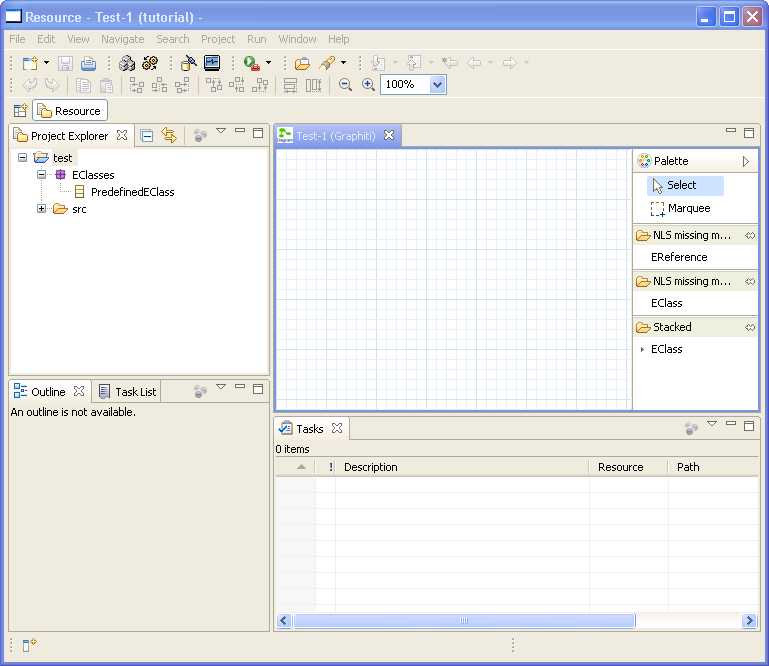 Resource - Test-1 (tutorial) -
File Edit View Navigate Search Project Run Window Help
100%
Resource
Project Explorer
test
EClasses
PredefinedEClass
src
Test-1 (Graphiti)
Palette
Select
Marquee
NLS missing m...
EReference
NLS missing m...
EClass
Stacked
EClass
Outline Task List
An outline is not available.
Tasks
0 items
! Description Resource Path